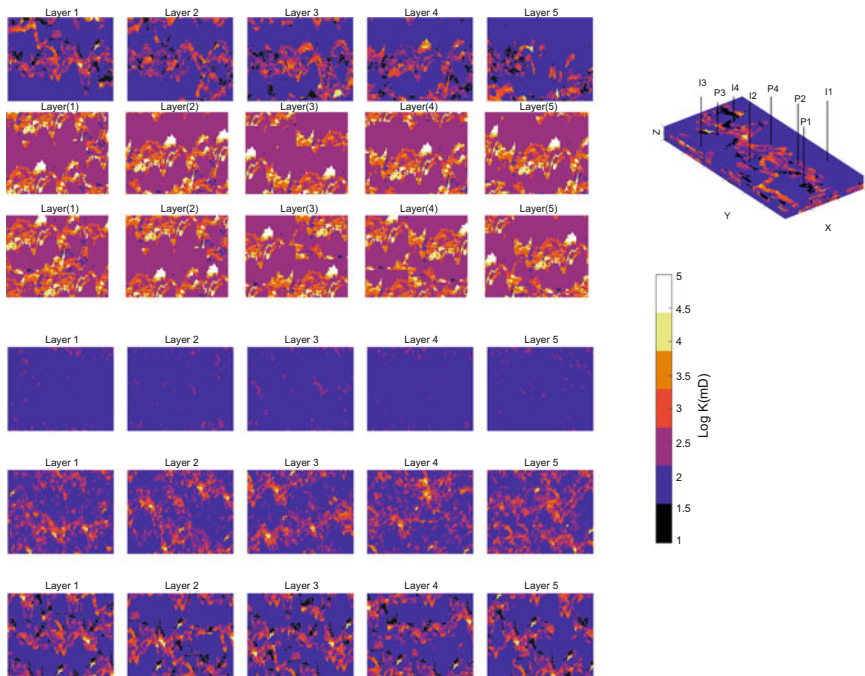 Layer 1 Layer 2 Layer 3 Layer 4 Layer 5
Layer(1) Layer(2) Layer(3) Layer(4) Layer(5)
Layer(1) Layer(2) Layer(3) Layer(4) Layer(5)
Layer 1 Layer 2 Layer 3 Layer 4 Layer 5
Layer 1 Layer 2 Layer 3 Layer 4 Layer 5
Layer 1 Layer 2 Layer 3 Layer 4 Layer 5
I3
P3
I4
I2
P4
P2
P1
I1
Z
Y
X
5
4.5
4
3.5
3
2.5
2
1.5
1
Log K(mD)